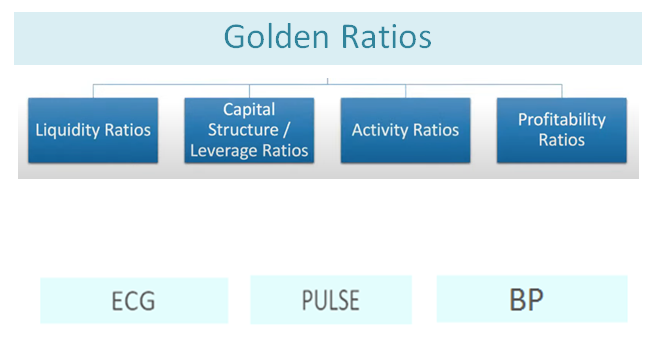 Golden Ratios
Liquidity Ratios
Capital
Structure /
Leverage Ratios
Activity Ratios
Profitability
Ratios
ECG
PULSE
BP